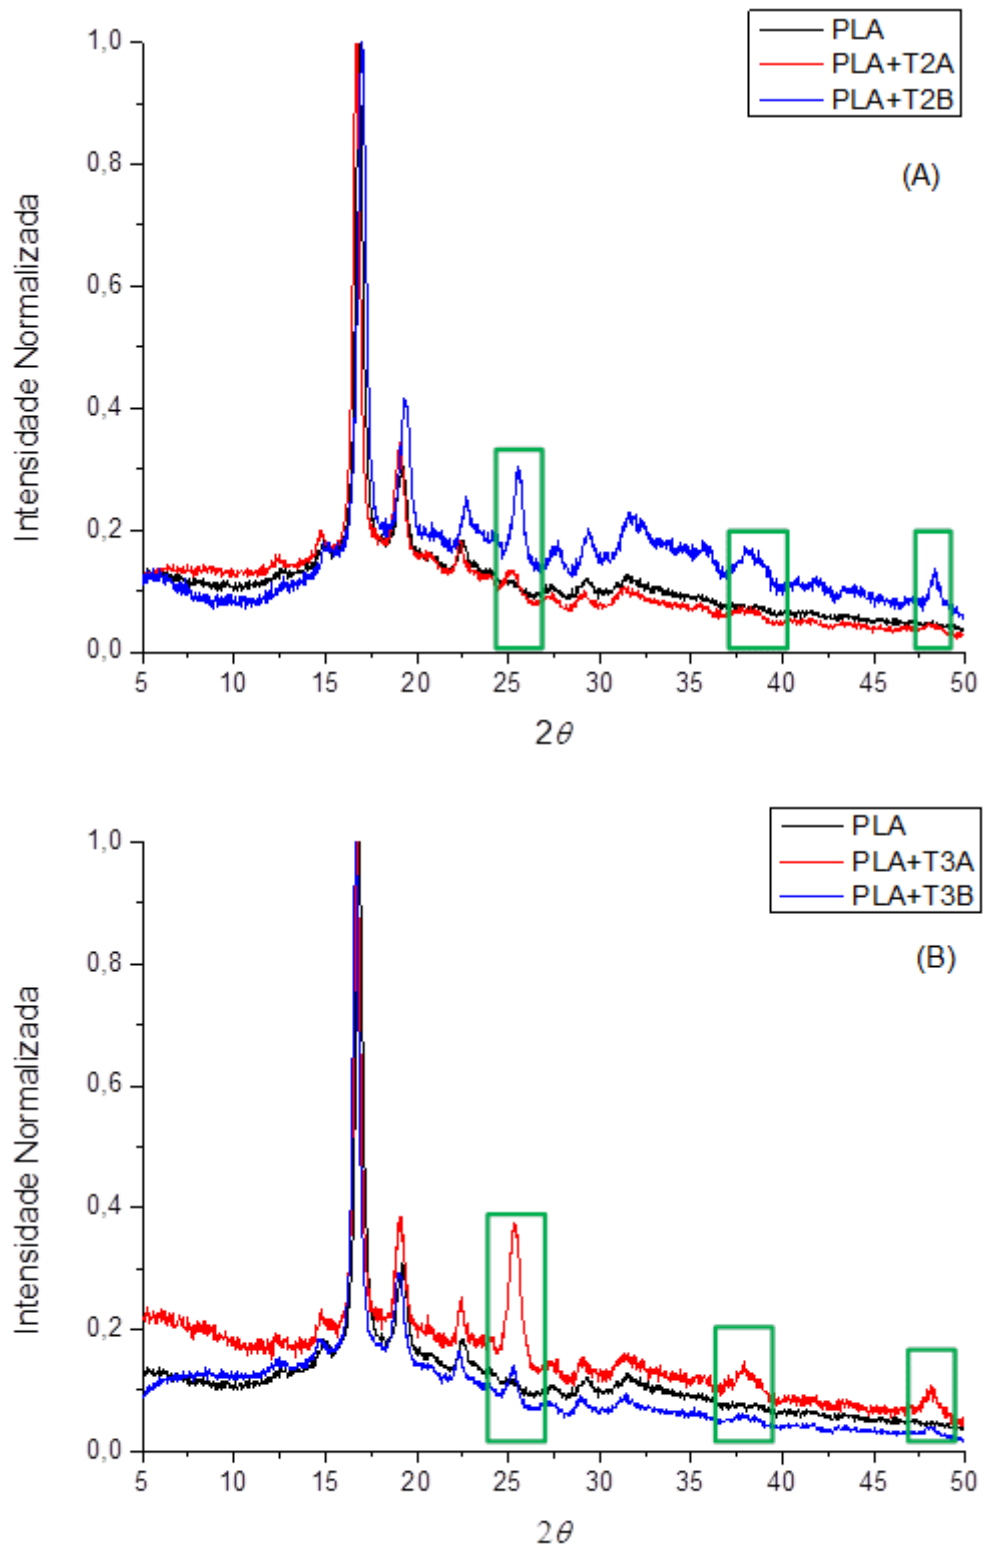 PLA
PLA+T2A
PLA+T2B
(A)
Intensidade Normalizada
1,0
0,8
0,6
0,4
0,2
0,0
5 10 15 20 25 30 35 40 45 50
2θ
PLA
PLA+T3A
PLA+T3B
(B)
Intensidade Normalizada
1,0
0,8
0,6
0,4
0,2
0,0
5 10 15 20 25 30 35 40 45 50
2θ